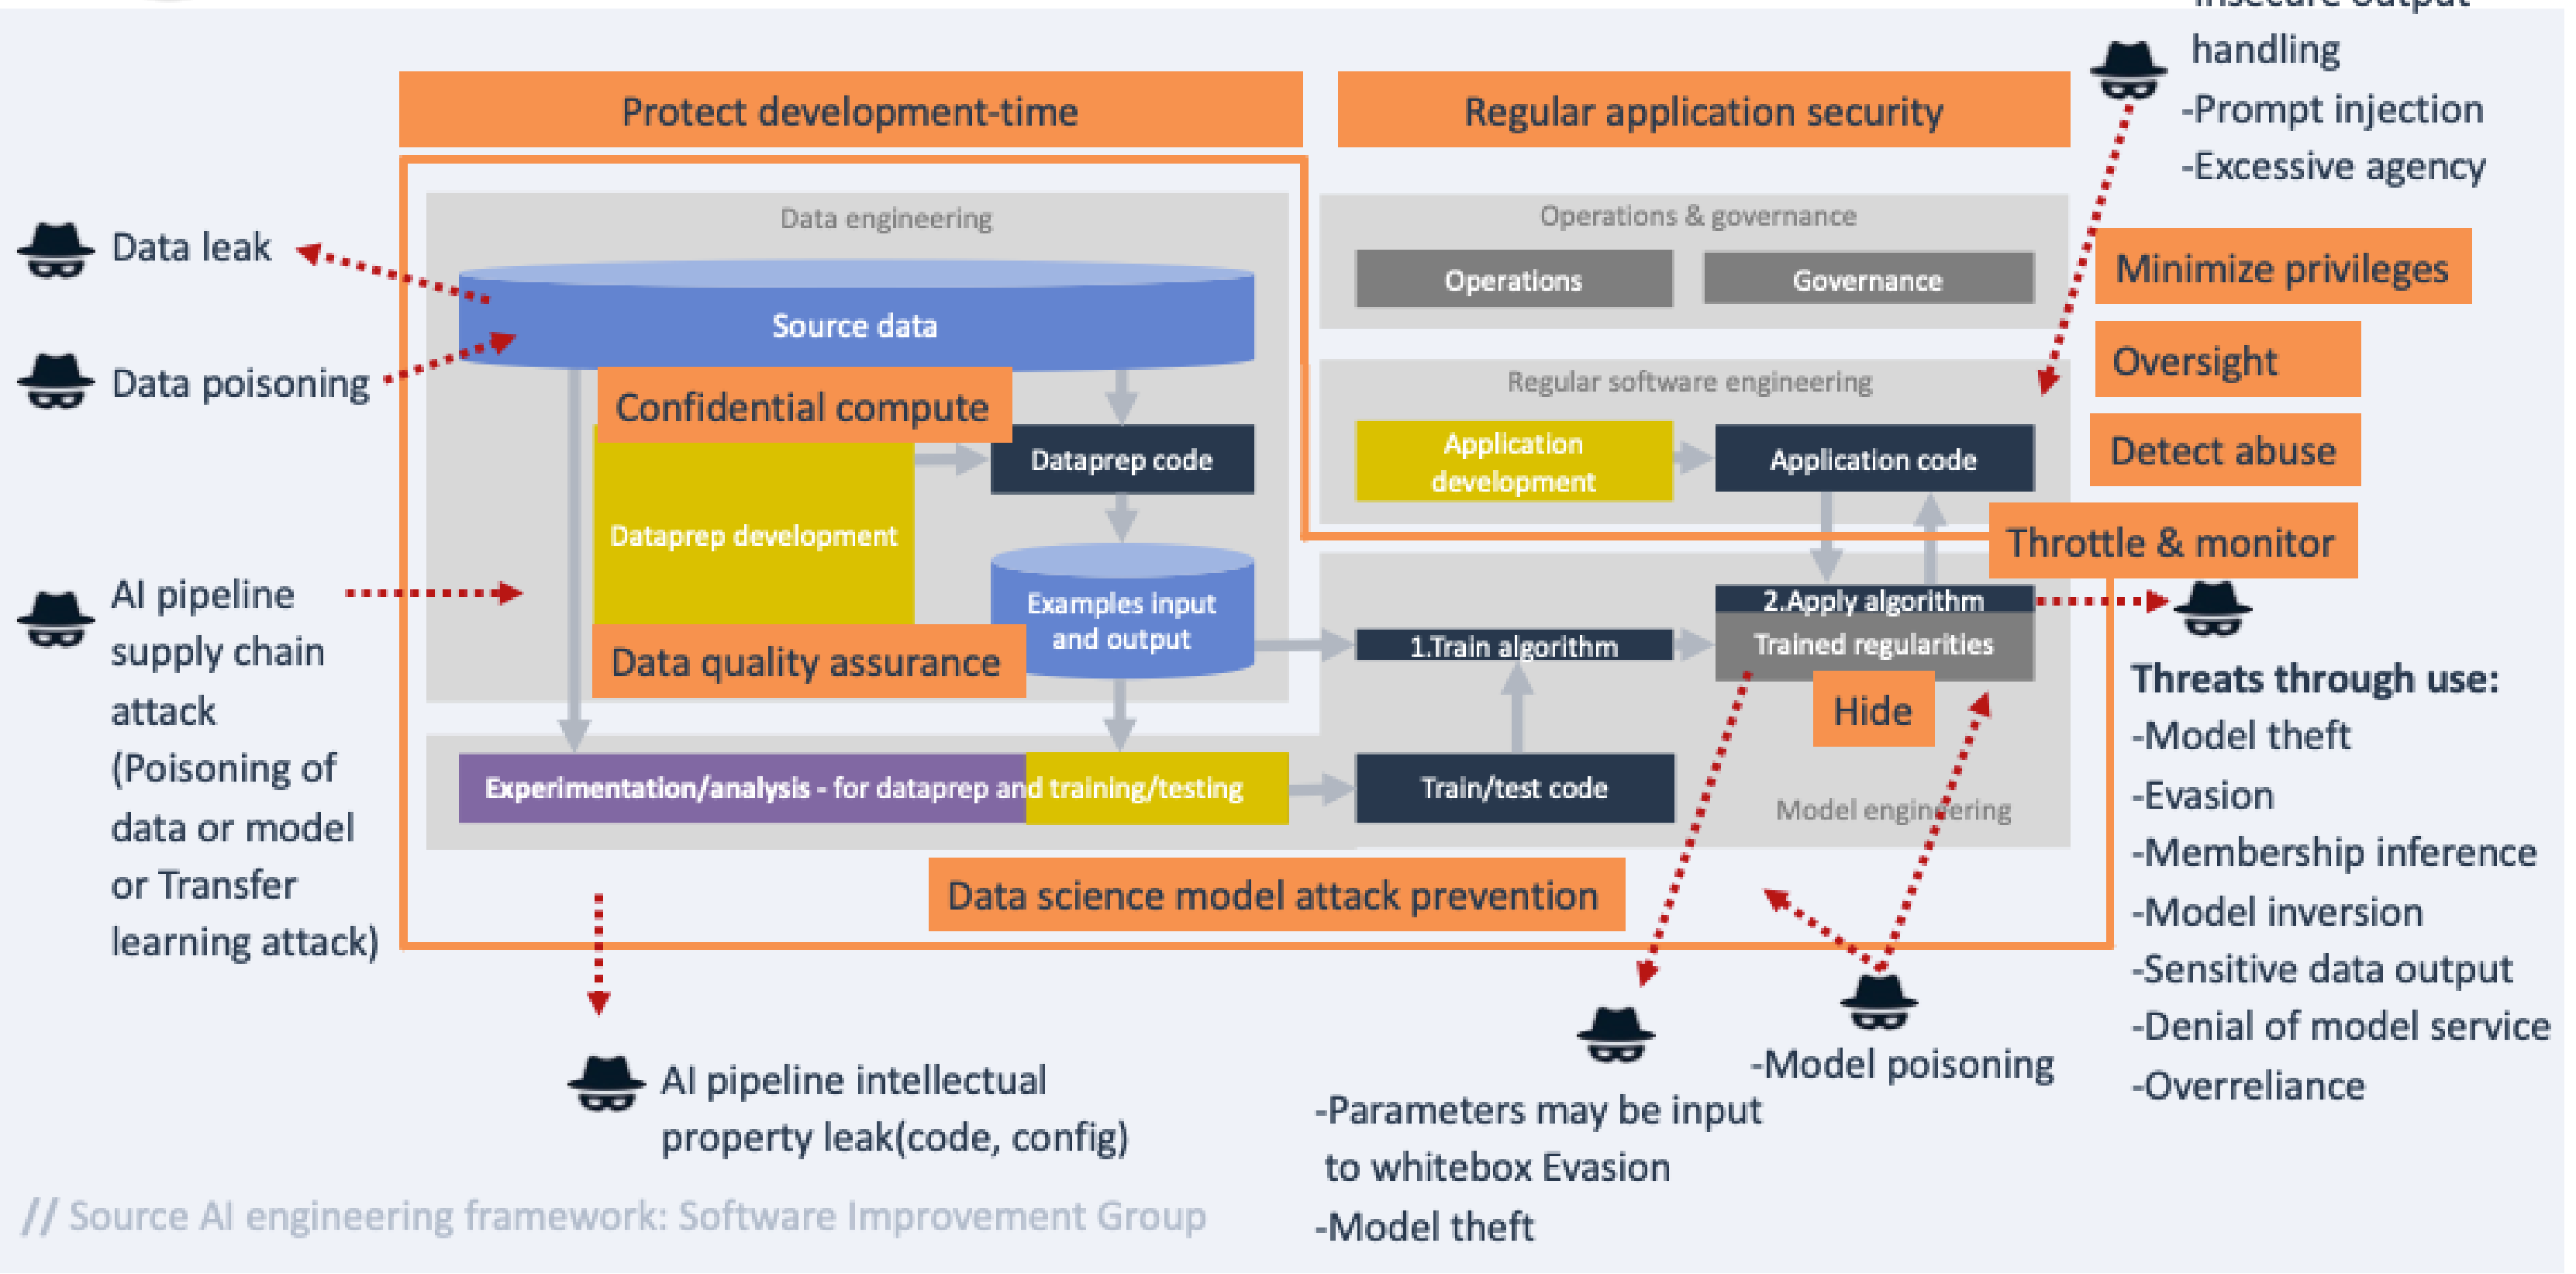 Insecure output
handling
-Prompt injection
-Excessive agency
Protect development-time
Regular application security
Data engineering
Operations & governance
Operations
Governance
Minimize privileges
Data leak
Source data
Oversight
Data poisoning
Confidential compute
Regular software engineering
Application
development
Application code
Detect abuse
Dataprep code
Dataprep development
Throttle & monitor
AI pipeline
supply chain
attack
(Poisoning of
data or model
or Transfer
learning attack)
Examples input
and output
Data quality assurance
1.Train algorithm
2.Apply algorithm
Trained regularities
Hide
Experimentation/analysis - for dataprep and training/testing
Train/test code
Model engineering
Data science model attack prevention
Threats through use:
-Model theft
-Evasion
-Membership inference
-Model inversion
-Sensitive data output
-Denial of model service
-Overreliance
AI pipeline intellectual
property leak(code, config)
-Parameters may be input
to whitebox Evasion
-Model theft
-Model poisoning
// Source AI engineering framework: Software Improvement Group